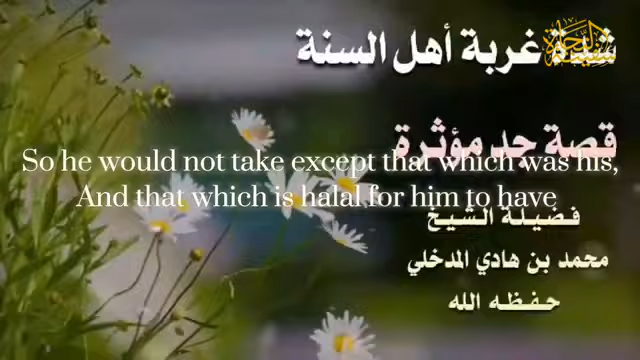 شدة غربة أهل السنة
قصة جد مؤثرة
So he would not take except that which was his,
And that which is halal for him to have
فضيلة الشيخ
محمد بن هادي المدخلي
حفظه الله